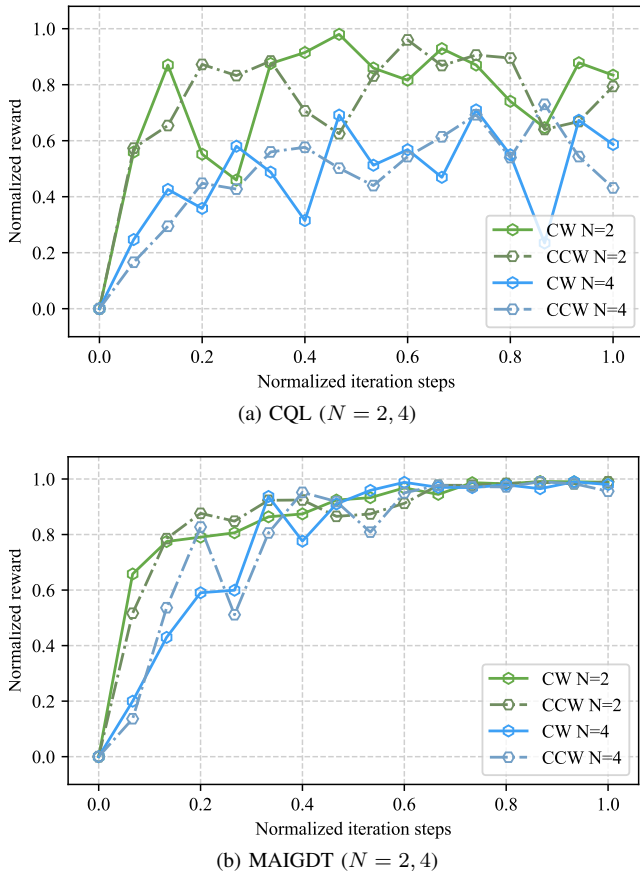 1.0
0.8
0.6
0.4
0.2
0.0
Normalized reward
CW N=2
CCW N=2
CW N=4
CCW N=4
0.0 0.2 0.4 0.6 0.8 1.0
Normalized iteration steps
(a) CQL (N = 2, 4)
1.0
0.8
0.6
0.4
0.2
0.0
Normalized reward
CW N=2
CCW N=2
CW N=4
CCW N=4
0.0 0.2 0.4 0.6 0.8 1.0
Normalized iteration steps
(b) MAIGDT (N = 2, 4)